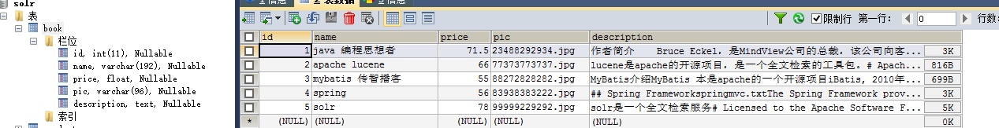 solr
表
book
栏位
id, int(11), Nullable
name, varchar(192), Nullable
price, float, Nullable
pic, varchar(96), Nullable
description, text, Nullable
索引
1 信息 2 表数据 3 信息
限制行 第一行: 0 行数:
id name price pic description
1 java 编程思想者 71.5 23488292934.jpg 作者简介 Bruce Eckel, 是MindView公司的总裁, 该公司向客... 3K
2 apache lucene 66 77373773737.jpg lucene是apache的开源项目, 是一个全文检索的工具包。# Apach... 816B
3 mybatis 传智播客 55 88272828282.jpg MyBatis介绍MyBatis 本是apache的一个开源项目iBatis, 2010年... 699B
4 spring 56 83938383222.jpg ## Spring Frameworkspringmvc.txtThe Spring Framework prov... 3K
5 solr 78 99999229292.jpg solr是一个全文检索服务# Licensed to the Apache Software F... 5K
* (NULL) (NULL) (NULL) (NULL) (NULL) 0K